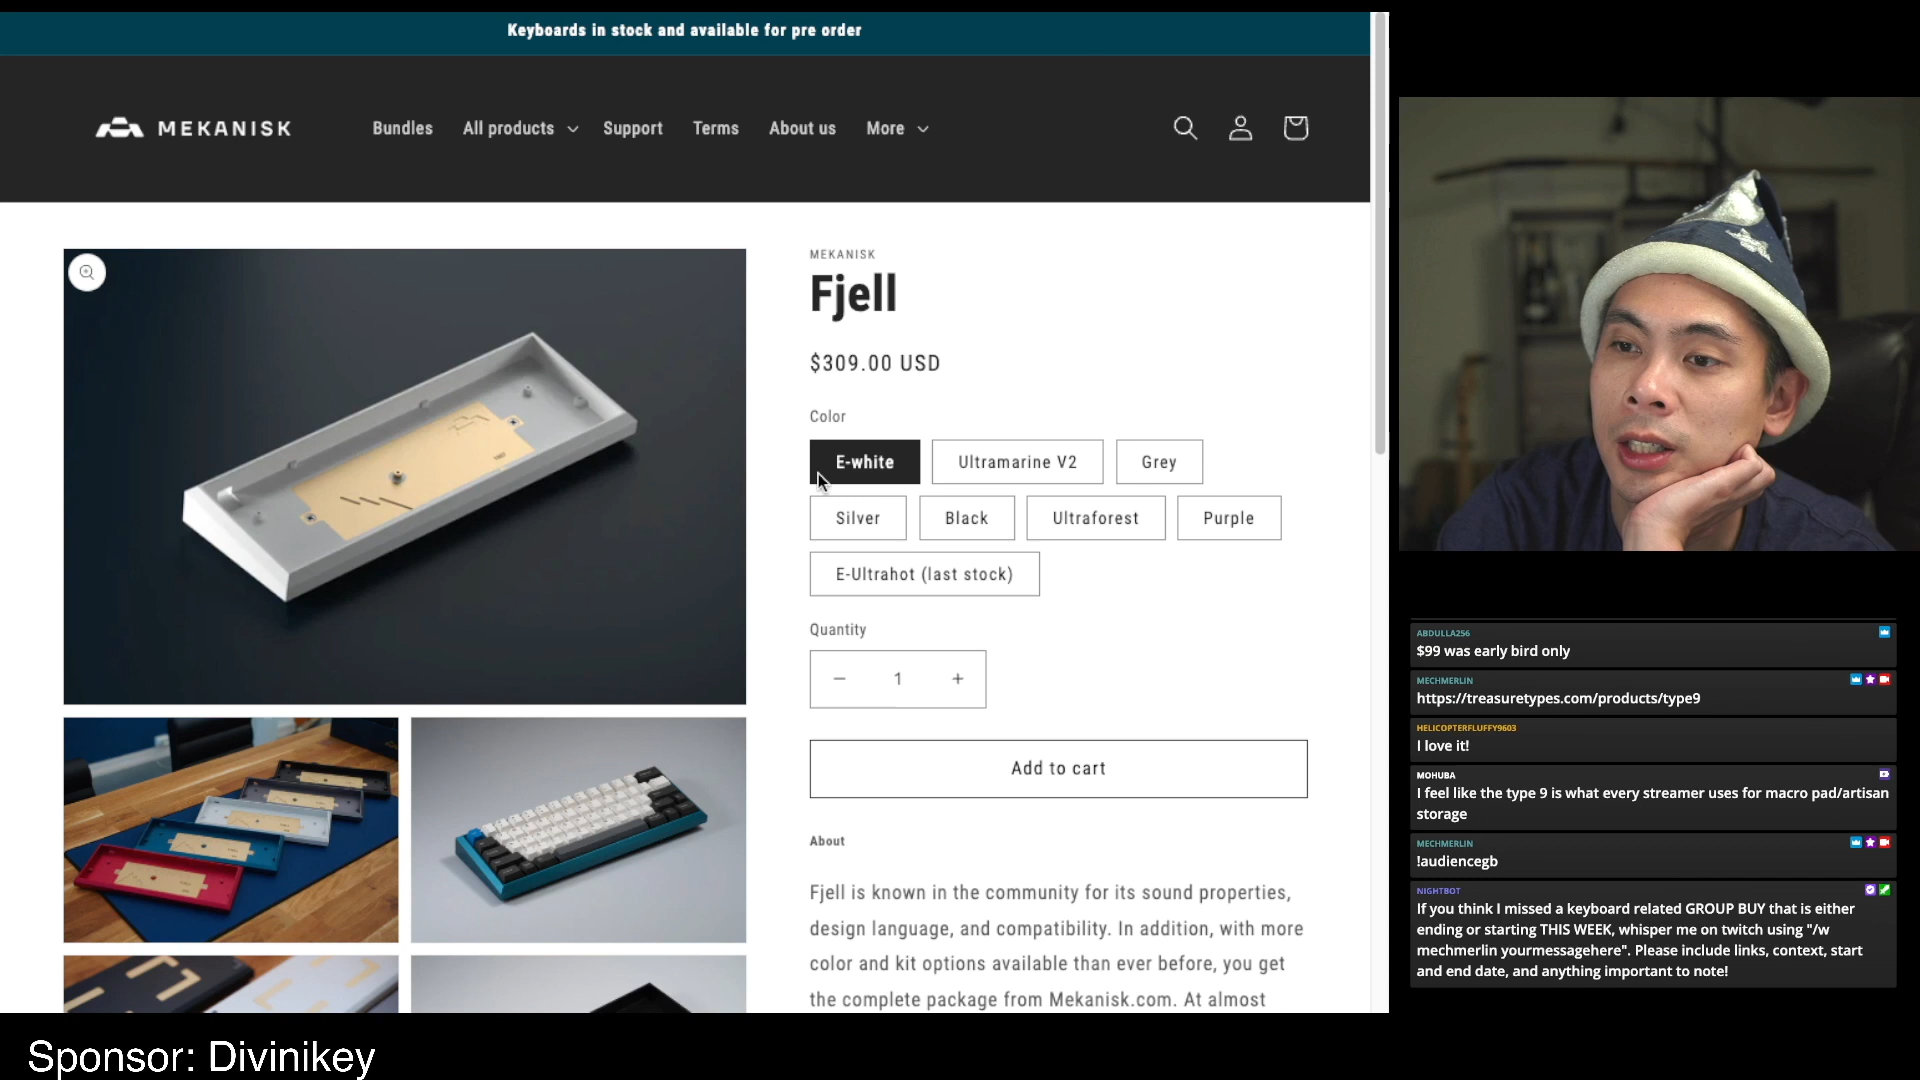 Keyboards in stock and available for pre order
MEKANISK
Bundles
All products
Support
Terms
About us
More
MEKANISK
Fjell
$309.00 USD
Color
E-white
Ultramarine V2
Grey
Silver
Black
Ultraforest
Purple
E-Ultrahot (last stock)
Quantity
1
Add to cart
About
Fjell is known in the community for its sound properties,
design language, and compatibility. In addition, with more
color and kit options available than ever before, you get
the complete package from Mekanisk.com. At almost
ABDULLA256
$99 was early bird only
MECHMERLIN
https://treasuretypes.com/products/type9
HELICOPTERFLUFFY9603
I love it!
MOHUBA
I feel like the type 9 is what every streamer uses for macro pad/artisan
storage
MECHMERLIN
!audiencegb
NIGHTBOT
If you think I missed a keyboard related GROUP BUY that is either
ending or starting THIS WEEK, whisper me on twitch using "/w
mechmerlin yourmessagehere". Please include links, context, start
and end date, and anything important to note!
Sponsor: Divinikey